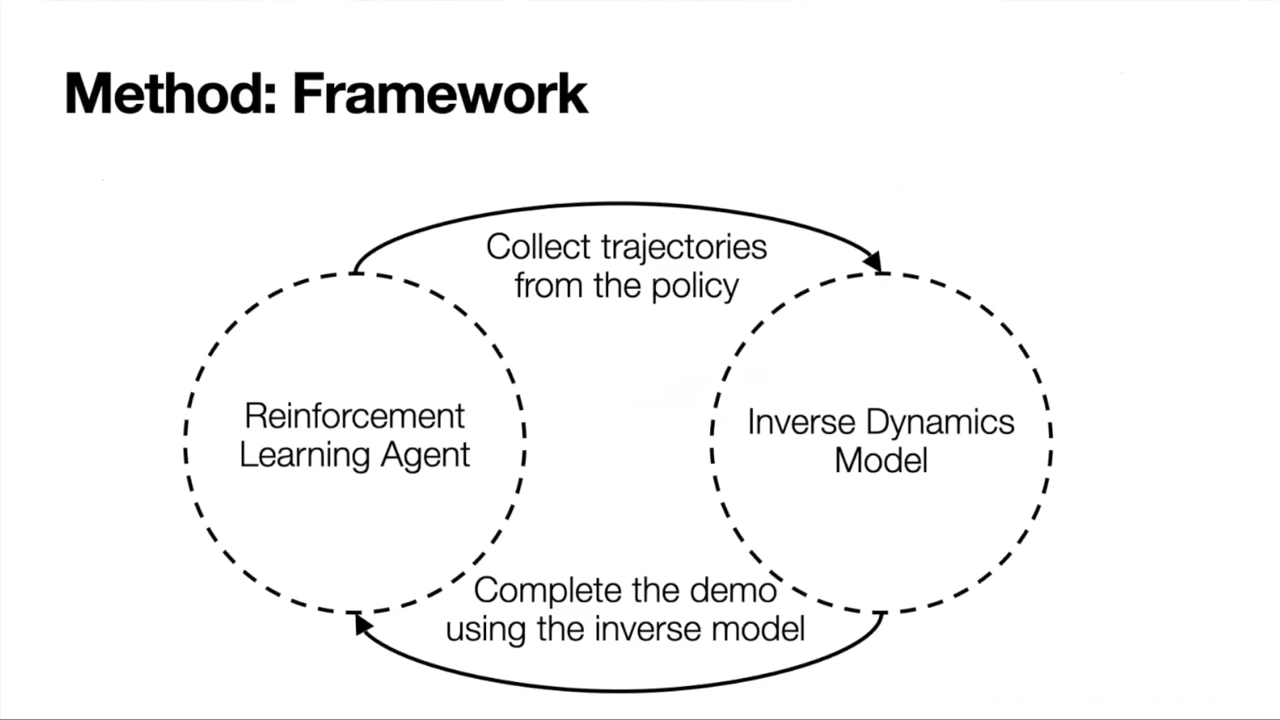 Method: Framework
Collect trajectories
from the policy
Reinforcement
Learning Agent
Inverse Dynamics
Model
Complete the demo
using the inverse model